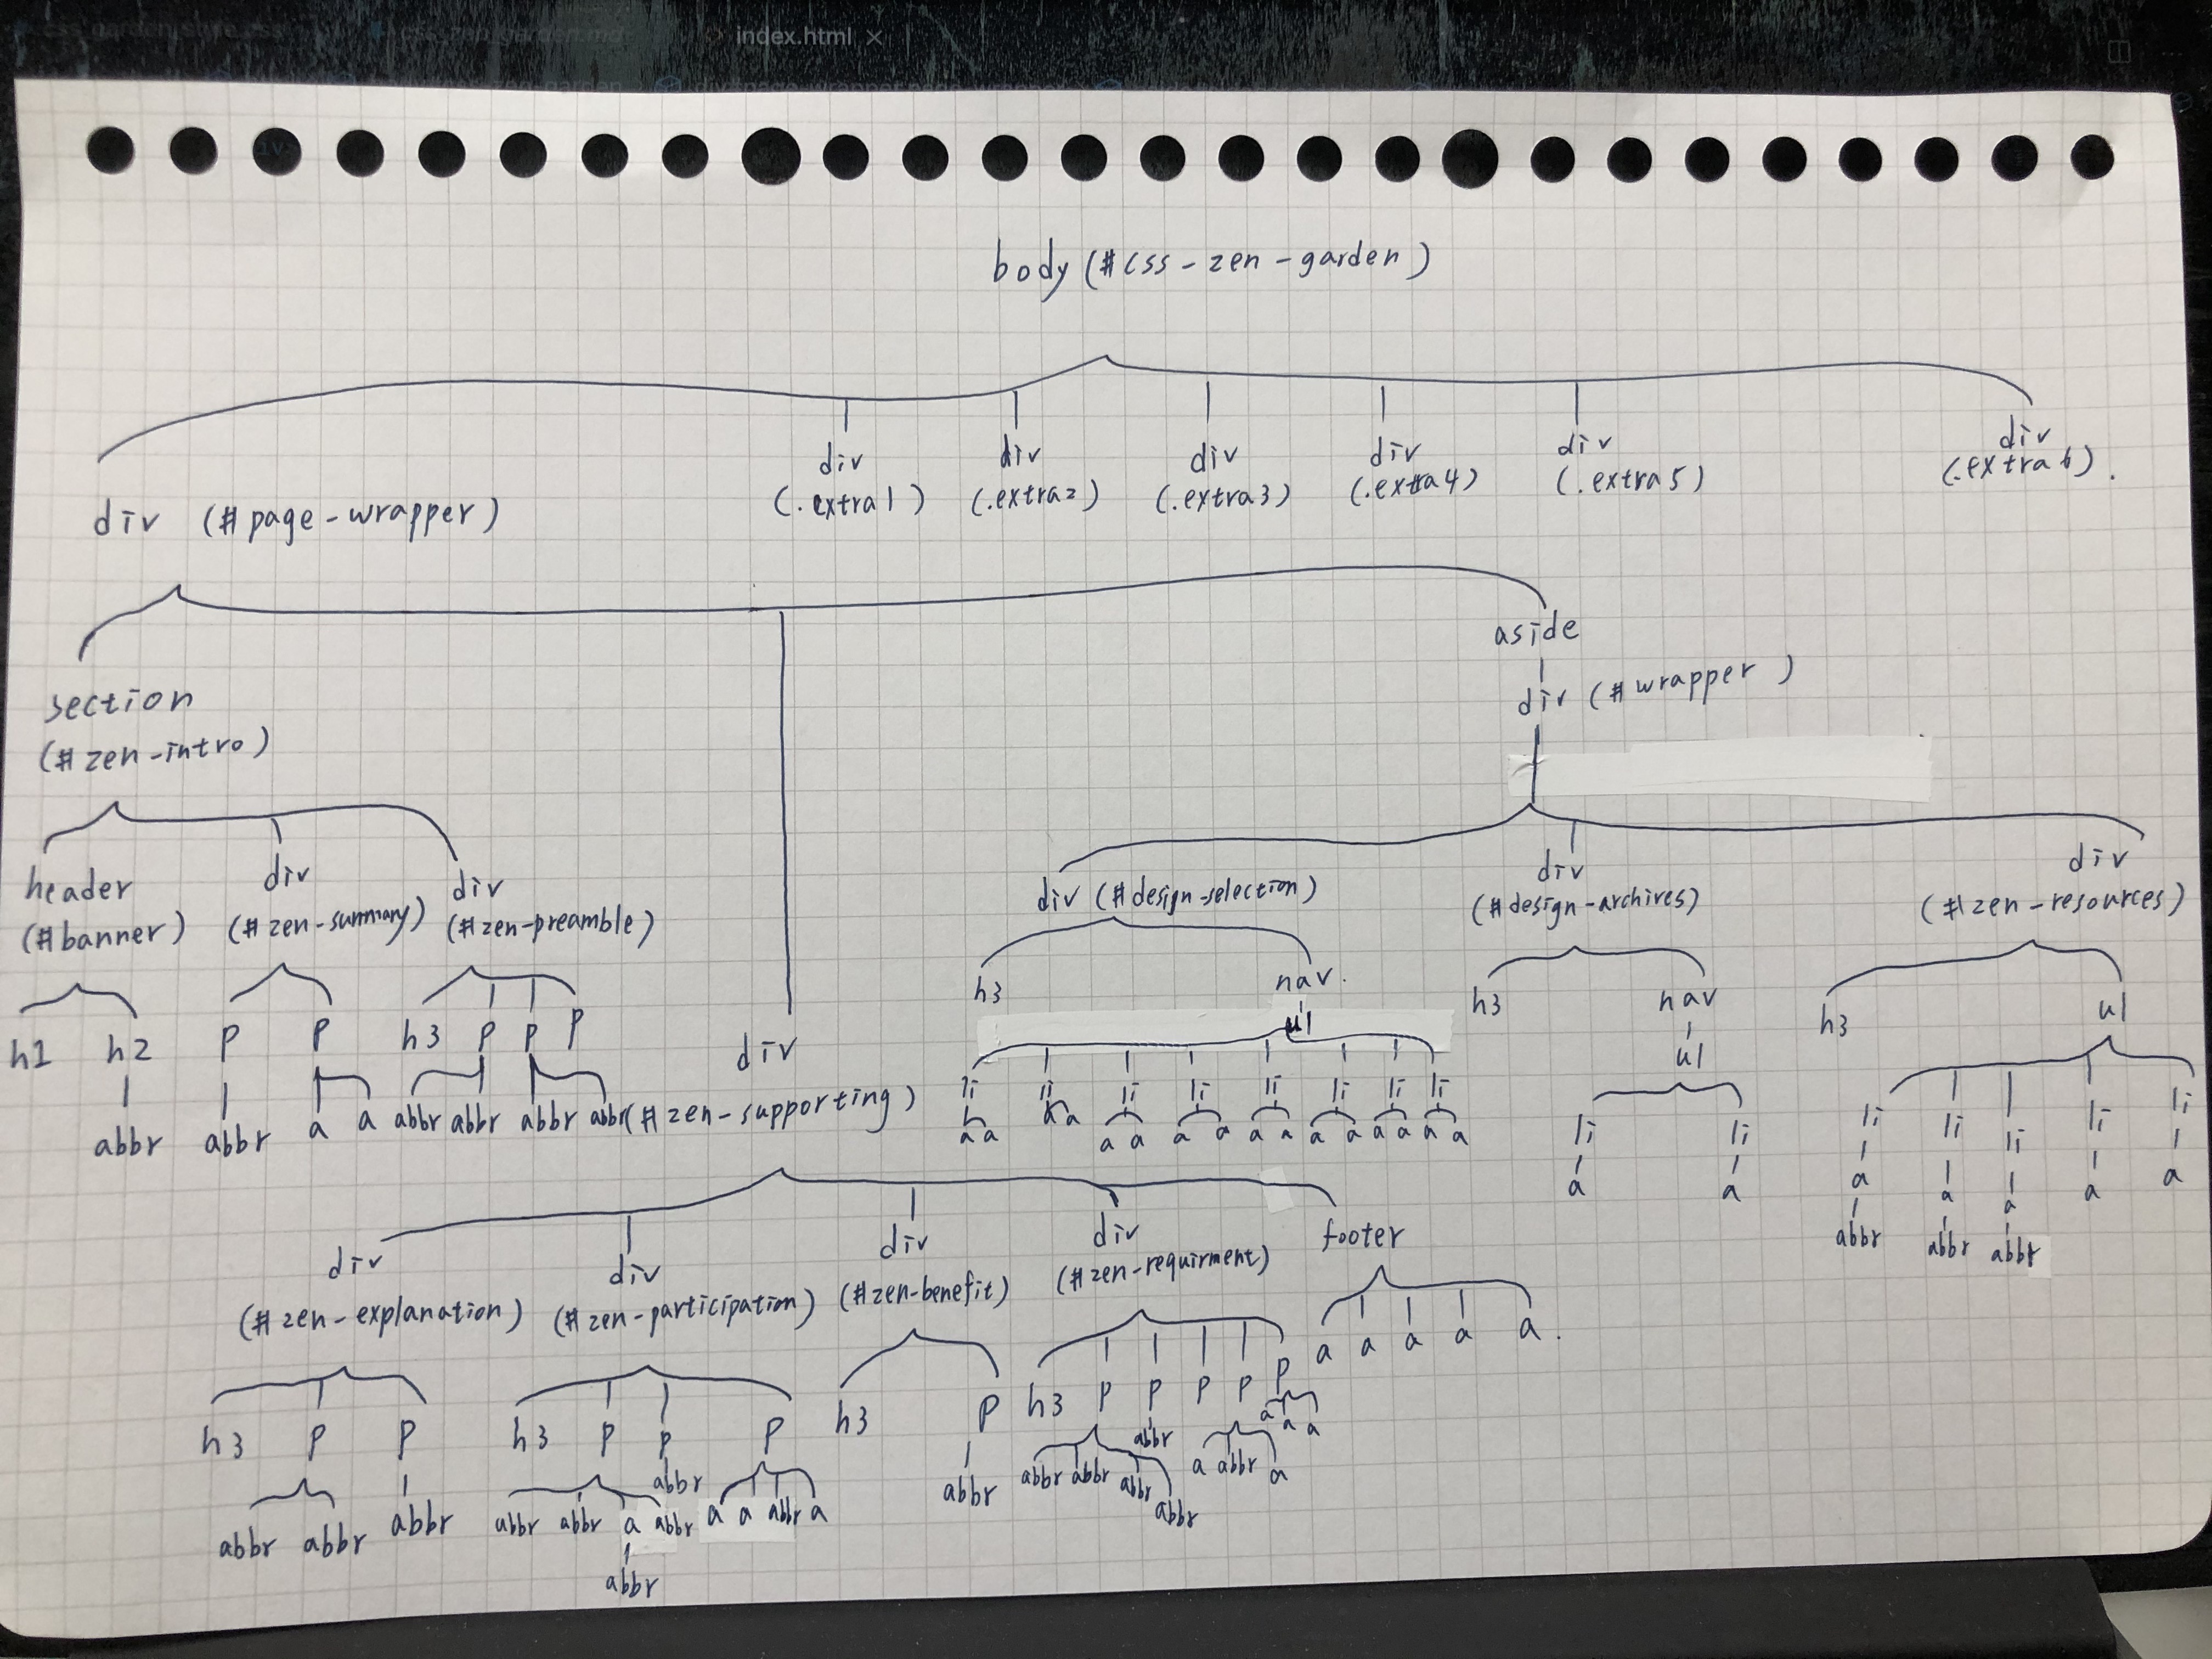 index.html ×
body (#css-zen-garden)
div (#page-wrapper)
div
(.extra1)
div
(.extra2)
div
(.extra3)
div
(.extra4)
div
(.extra5)
div
(.extra6).
section
(#zen-intro)
aside
div (#wrapper)
header
(#banner)
div
(#zen-summary)
div
(#zen-preamble)
h1 h2 p p h3 p p p
abbr abbr a a abbr abbr abbr abbr
div
(#zen-supporting)
div (#design-selection)
h3 nav.
ul
li li li li li li li li
a a a a a a a a a a a a a a a a
div
(#design-archives)
h3 nav
ul
li li
a a
div
(#zen-resources)
h3 ul
li li li li li
a a a a a
abbr abbr abbr
div
(#zen-explanation)
h3 p p
abbr abbr abbr
div
(#zen-participation)
h3 p p p
abbr
abbr abbr a abbr a a abbr a
abbr
div
(#zen-benefit)
h3 p
abbr
div
(#zen-requirment)
h3 p p p p p
abbr a a a
abbr abbr abbr abbr a abbr a
footer
a a a a a.